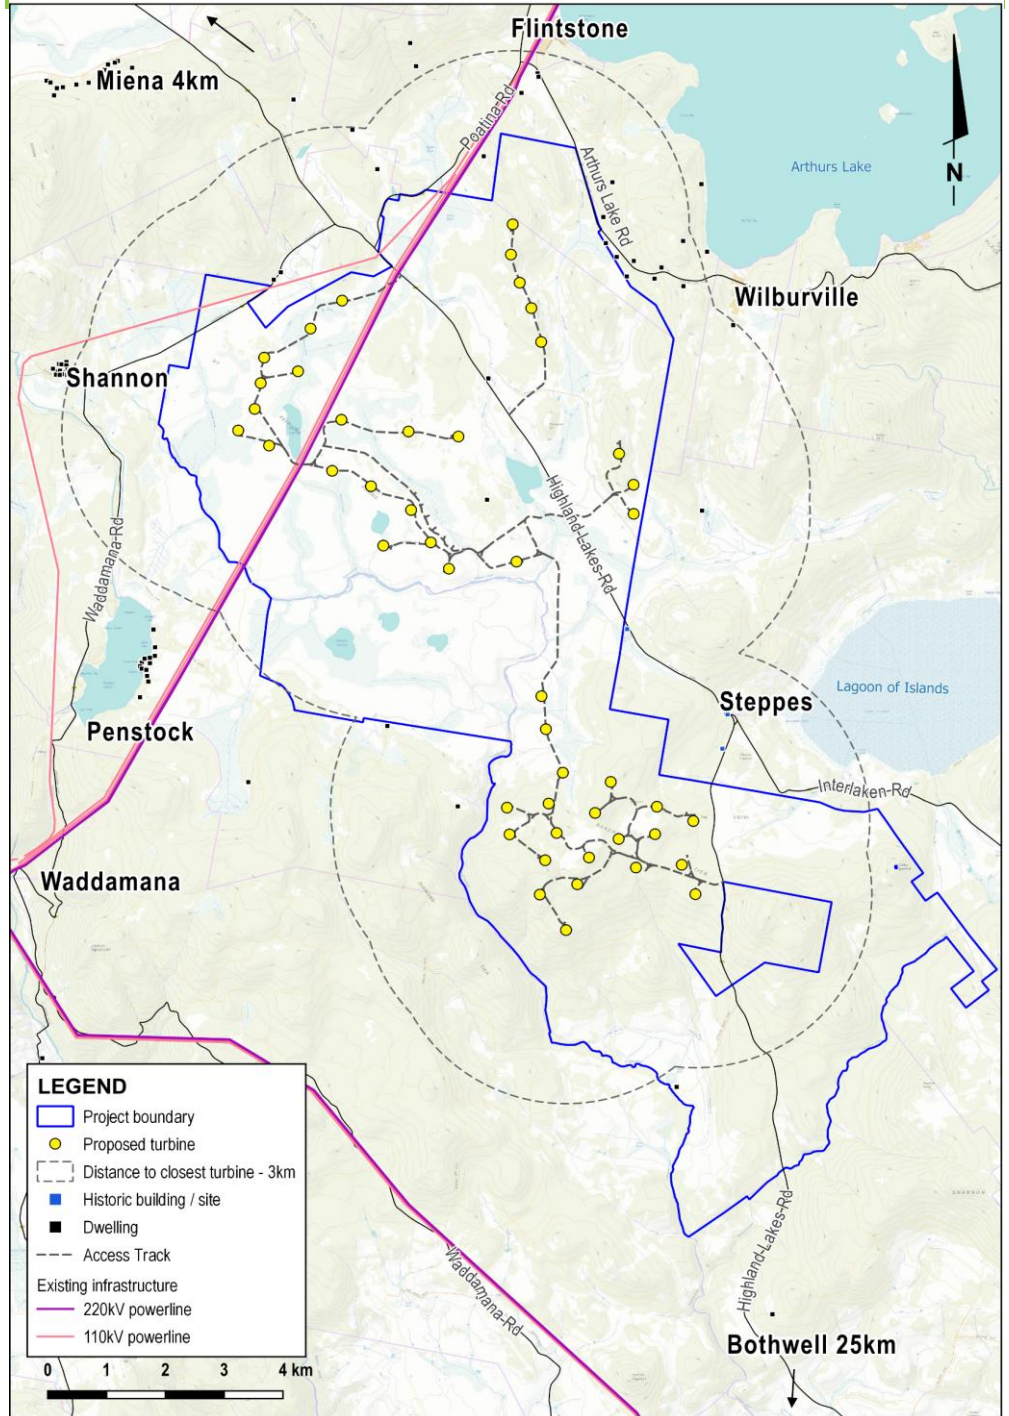 Flintstone
Miena 4km
Poatina-Rd
Arthurs Lake Rd
Arthurs Lake
N
Wilburville
Shannon
Highland-Lakes-Rd
Waddamana-Rd
Lagoon of Islands
Steppes
Penstock
Interlaken-Rd
Waddamana
LEGEND
Project boundary
Proposed turbine
Distance to closest turbine - 3km
Historic building / site
Dwelling
Access Track
Existing infrastructure
220kV powerline
110kV powerline
0 1 2 3 4 km
Waddamana-Rd
Highland-Lakes-Rd
Bothwell 25km